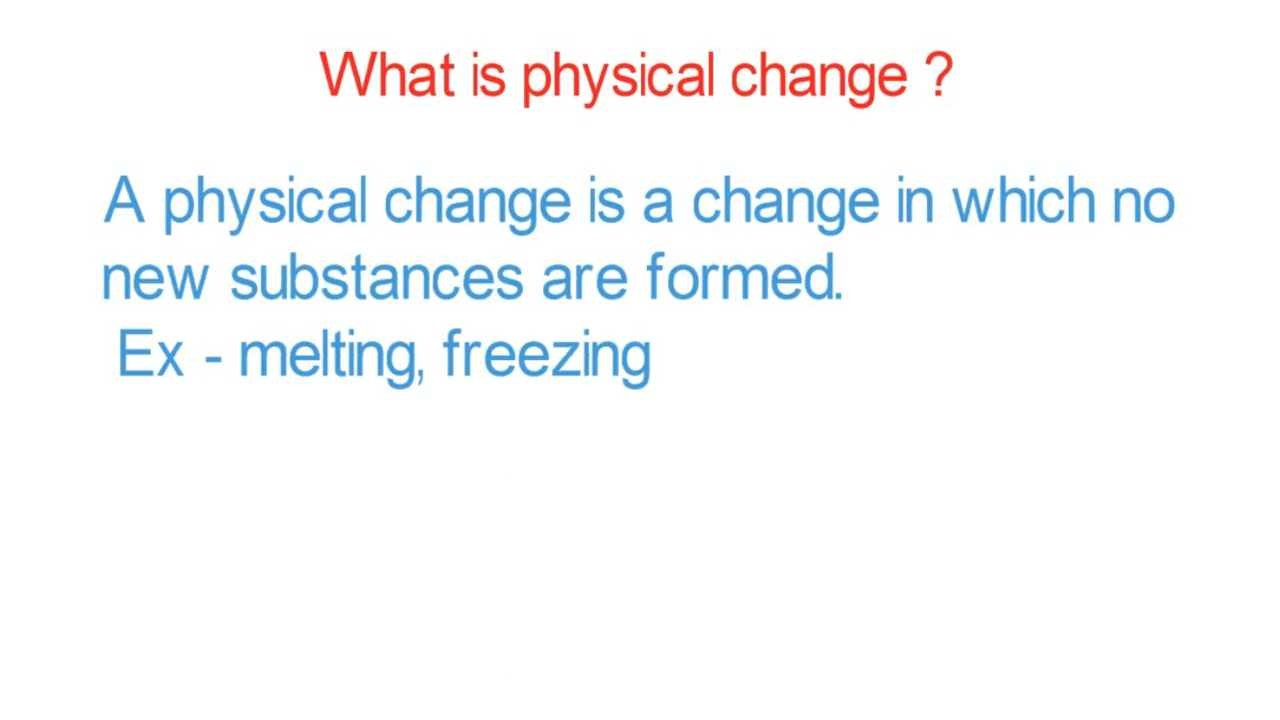 What is physical change ?
A physical change is a change in which no
new substances are formed.
Ex - melting, freezing